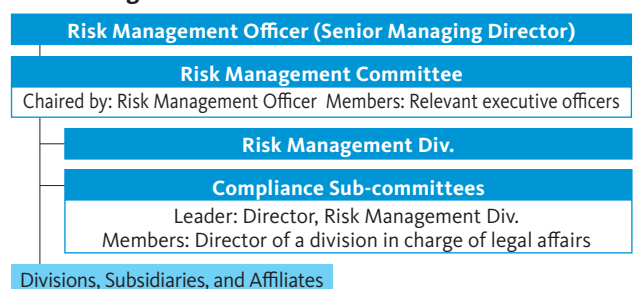 Risk Management Officer (Senior Managing Director)
Risk Management Committee
Chaired by: Risk Management Officer Members: Relevant executive officers
Risk Management Div.
Compliance Sub-committees
Leader: Director, Risk Management Div.
Members: Director of a division in charge of legal affairs
Divisions, Subsidiaries, and Affiliates